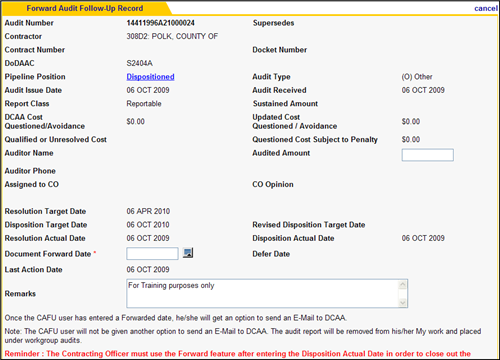 Forward Audit Follow-Up Record cancel
Audit Number 14411996A21000024 Supersedes
Contractor 308D2: POLK, COUNTY OF
Contract Number Docket Number
DoDAAC S2404A
Pipeline Position Dispositioned Audit Type (O) Other
Audit Issue Date 06 OCT 2009 Audit Received 06 OCT 2009
Report Class Reportable Sustained Amount
DCAA Cost Questioned/Avoidance $0.00 Updated Cost Questioned / Avoidance $0.00
Qualified or Unresolved Cost Questioned Cost Subject to Penalty $0.00
Auditor Name Audited Amount
Auditor Phone
Assigned to CO CO Opinion
Resolution Target Date 06 APR 2010
Disposition Target Date 06 OCT 2010 Revised Disposition Target Date
Resolution Actual Date 06 OCT 2009 Disposition Actual Date 06 OCT 2009
Document Forward Date * Defer Date
Last Action Date 06 OCT 2009
Remarks For Training purposes only
Once the CAFU user has entered a Forwarded date, he/she will get an option to send an E-Mail to DCAA.
Note: The CAFU user will not be given another option to send an E-Mail to DCAA. The audit report will be removed from his/her My work and placed
under workgroup audits.
Reminder : The Contracting Officer must use the Forward feature after entering the Disposition Actual Date in order to close out the